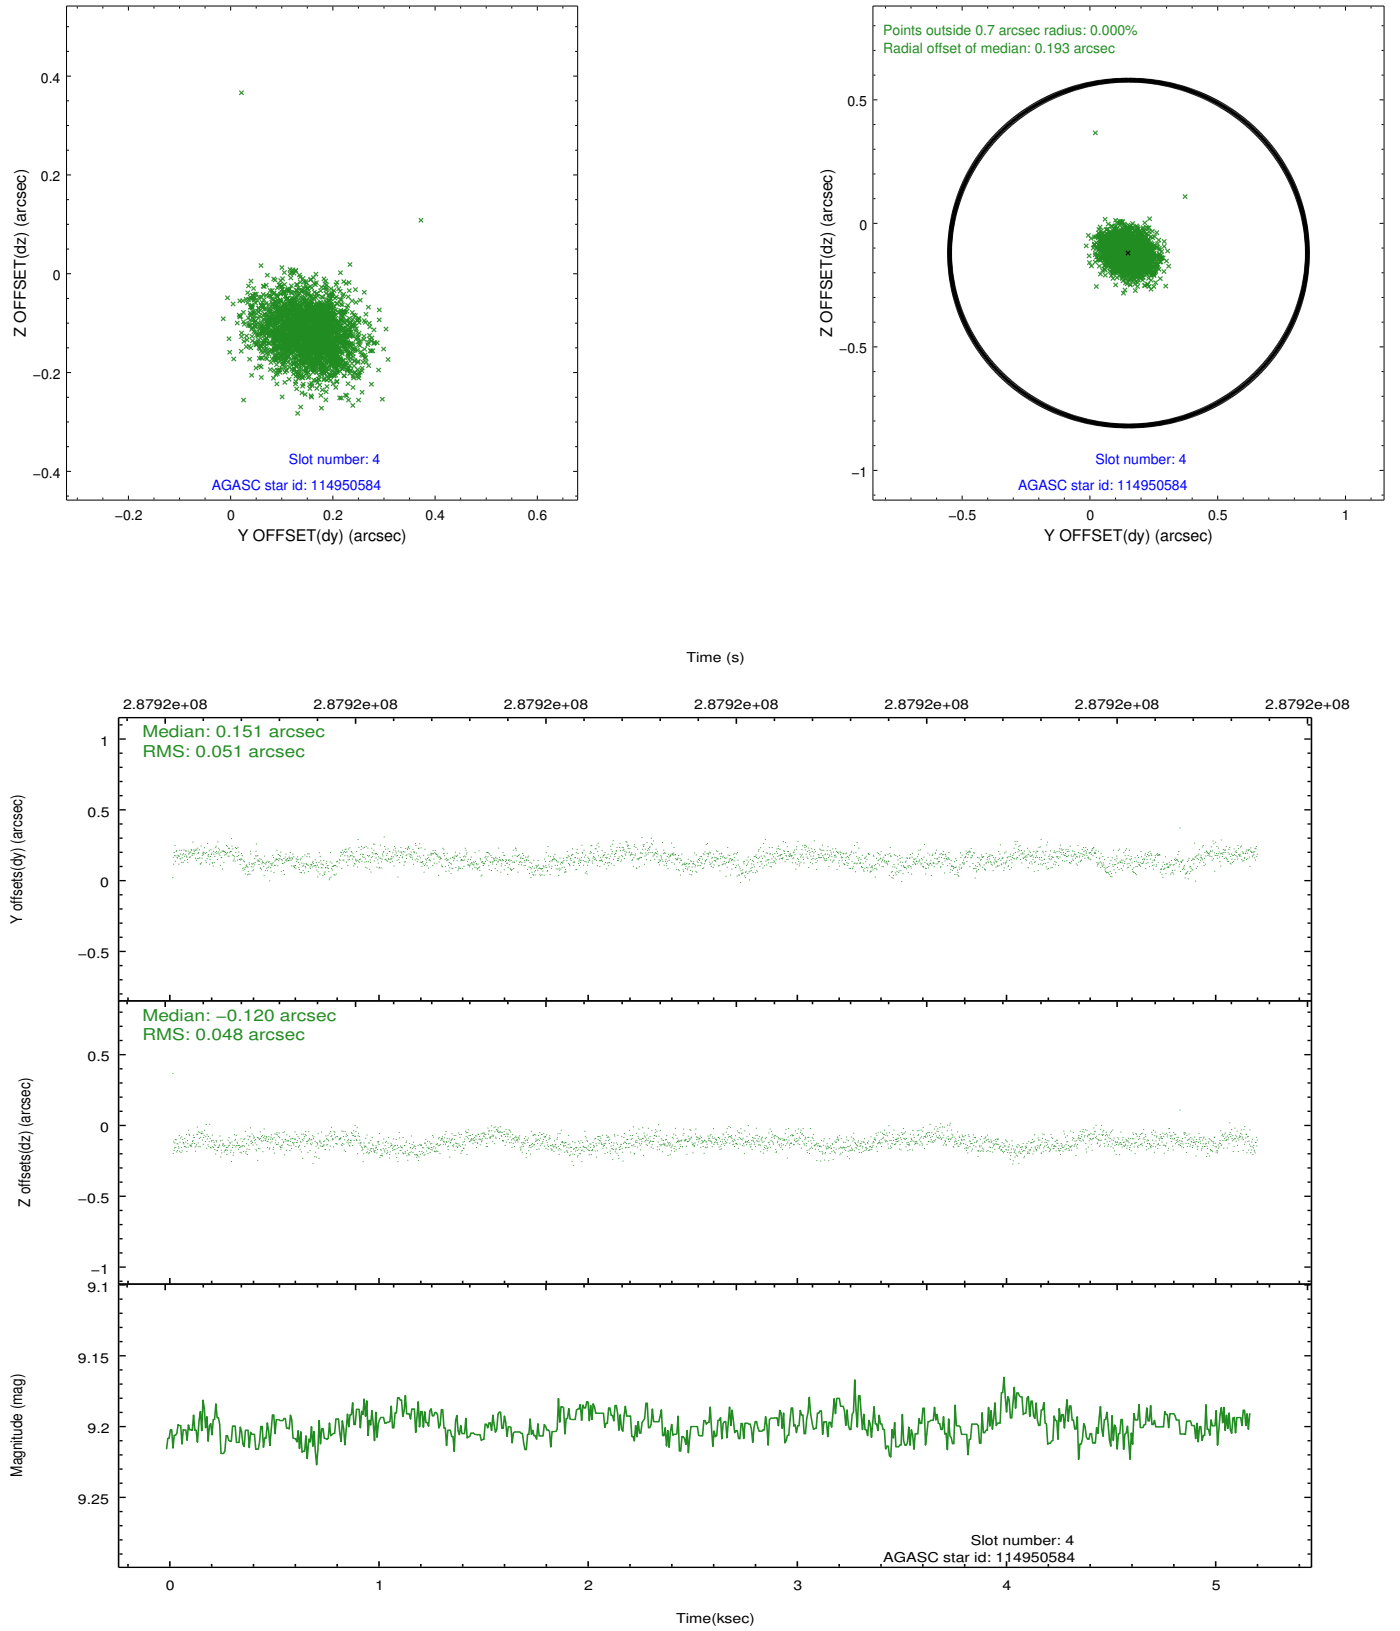 0.4
0.2
0
−0.2
−0.4
Z OFFSET(dz) (arcsec)
Slot number: 4
AGASC star id: 114950584
−0.2 0 0.2 0.4 0.6
Y OFFSET(dy) (arcsec)
Points outside 0.7 arcsec radius: 0.000%
Radial offset of median: 0.193 arcsec
0.5
0
−0.5
−1
Z OFFSET(dz) (arcsec)
Slot number: 4
AGASC star id: 114950584
−0.5 0 0.5 1
Y OFFSET(dy) (arcsec)
Time (s)
2.8792e+08 2.8792e+08 2.8792e+08 2.8792e+08 2.8792e+08 2.8792e+08 2.8792e+08
Median: 0.151 arcsec
RMS: 0.051 arcsec
1
0.5
0
−0.5
Y offsets(dy) (arcsec)
Median: −0.120 arcsec
RMS: 0.048 arcsec
0.5
0
−0.5
−1
Z offsets(dz) (arcsec)
9.1
9.15
9.2
9.25
Magnitude (mag)
Slot number: 4
AGASC star id: 114950584
0 1 2 3 4 5
Time(ksec)